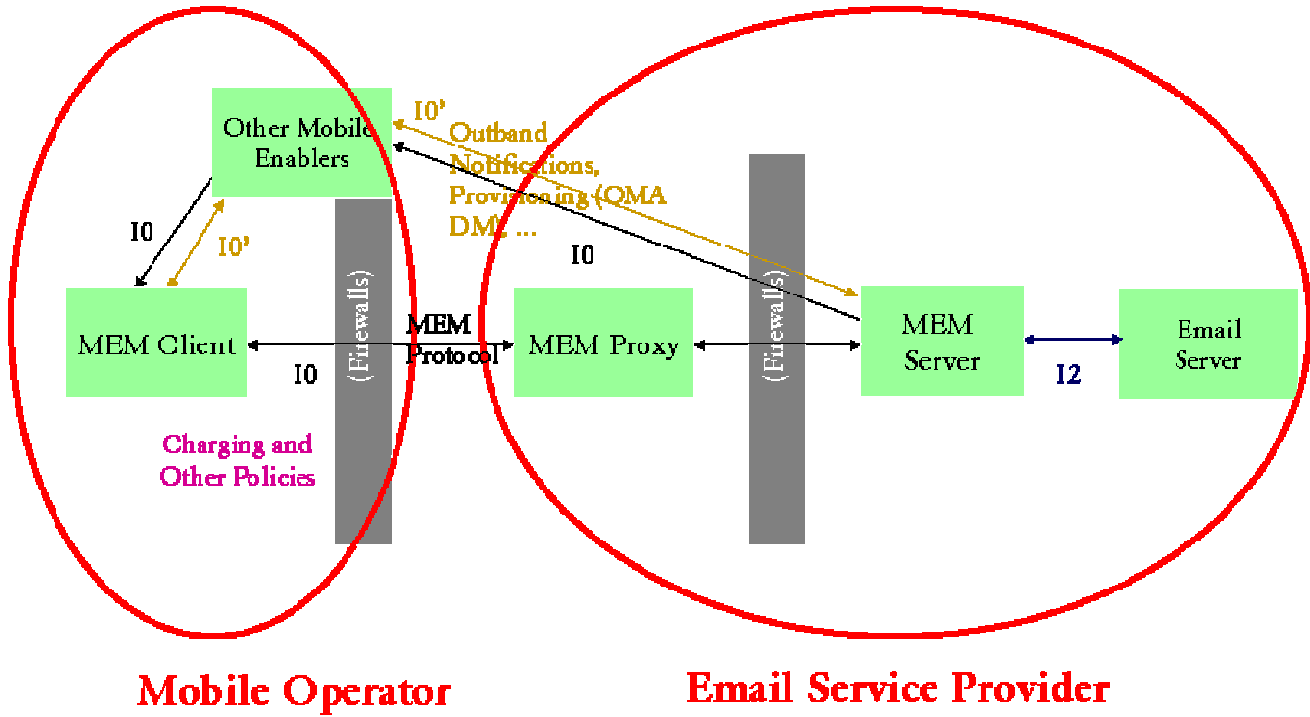 I0'
Outband
Notifications,
Provisioning (OMA
DM), ...
Other Mobile
Enablers
I0
I0'
I0
(Firewalls)
(Firewalls)
MEM Client
MEM
Protocol
I0
MEM Proxy
MEM
Server
I2
Email
Server
Charging and
Other Policies
Mobile Operator
Email Service Provider